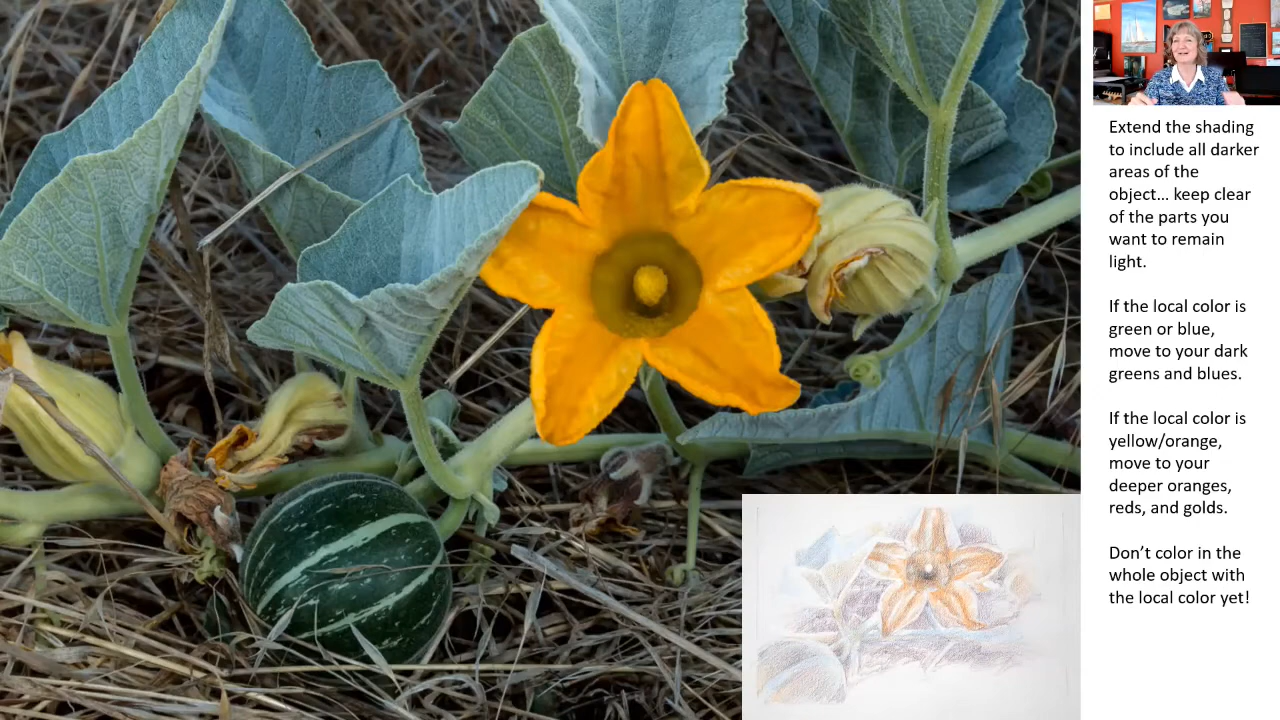 Extend the shading
to include all darker
areas of the
object... keep clear
of the parts you
want to remain
light.
If the local color is
green or blue,
move to your dark
greens and blues.
If the local color is
yellow/orange,
move to your
deeper oranges,
reds, and golds.
Don’t color in the
whole object with
the local color yet!